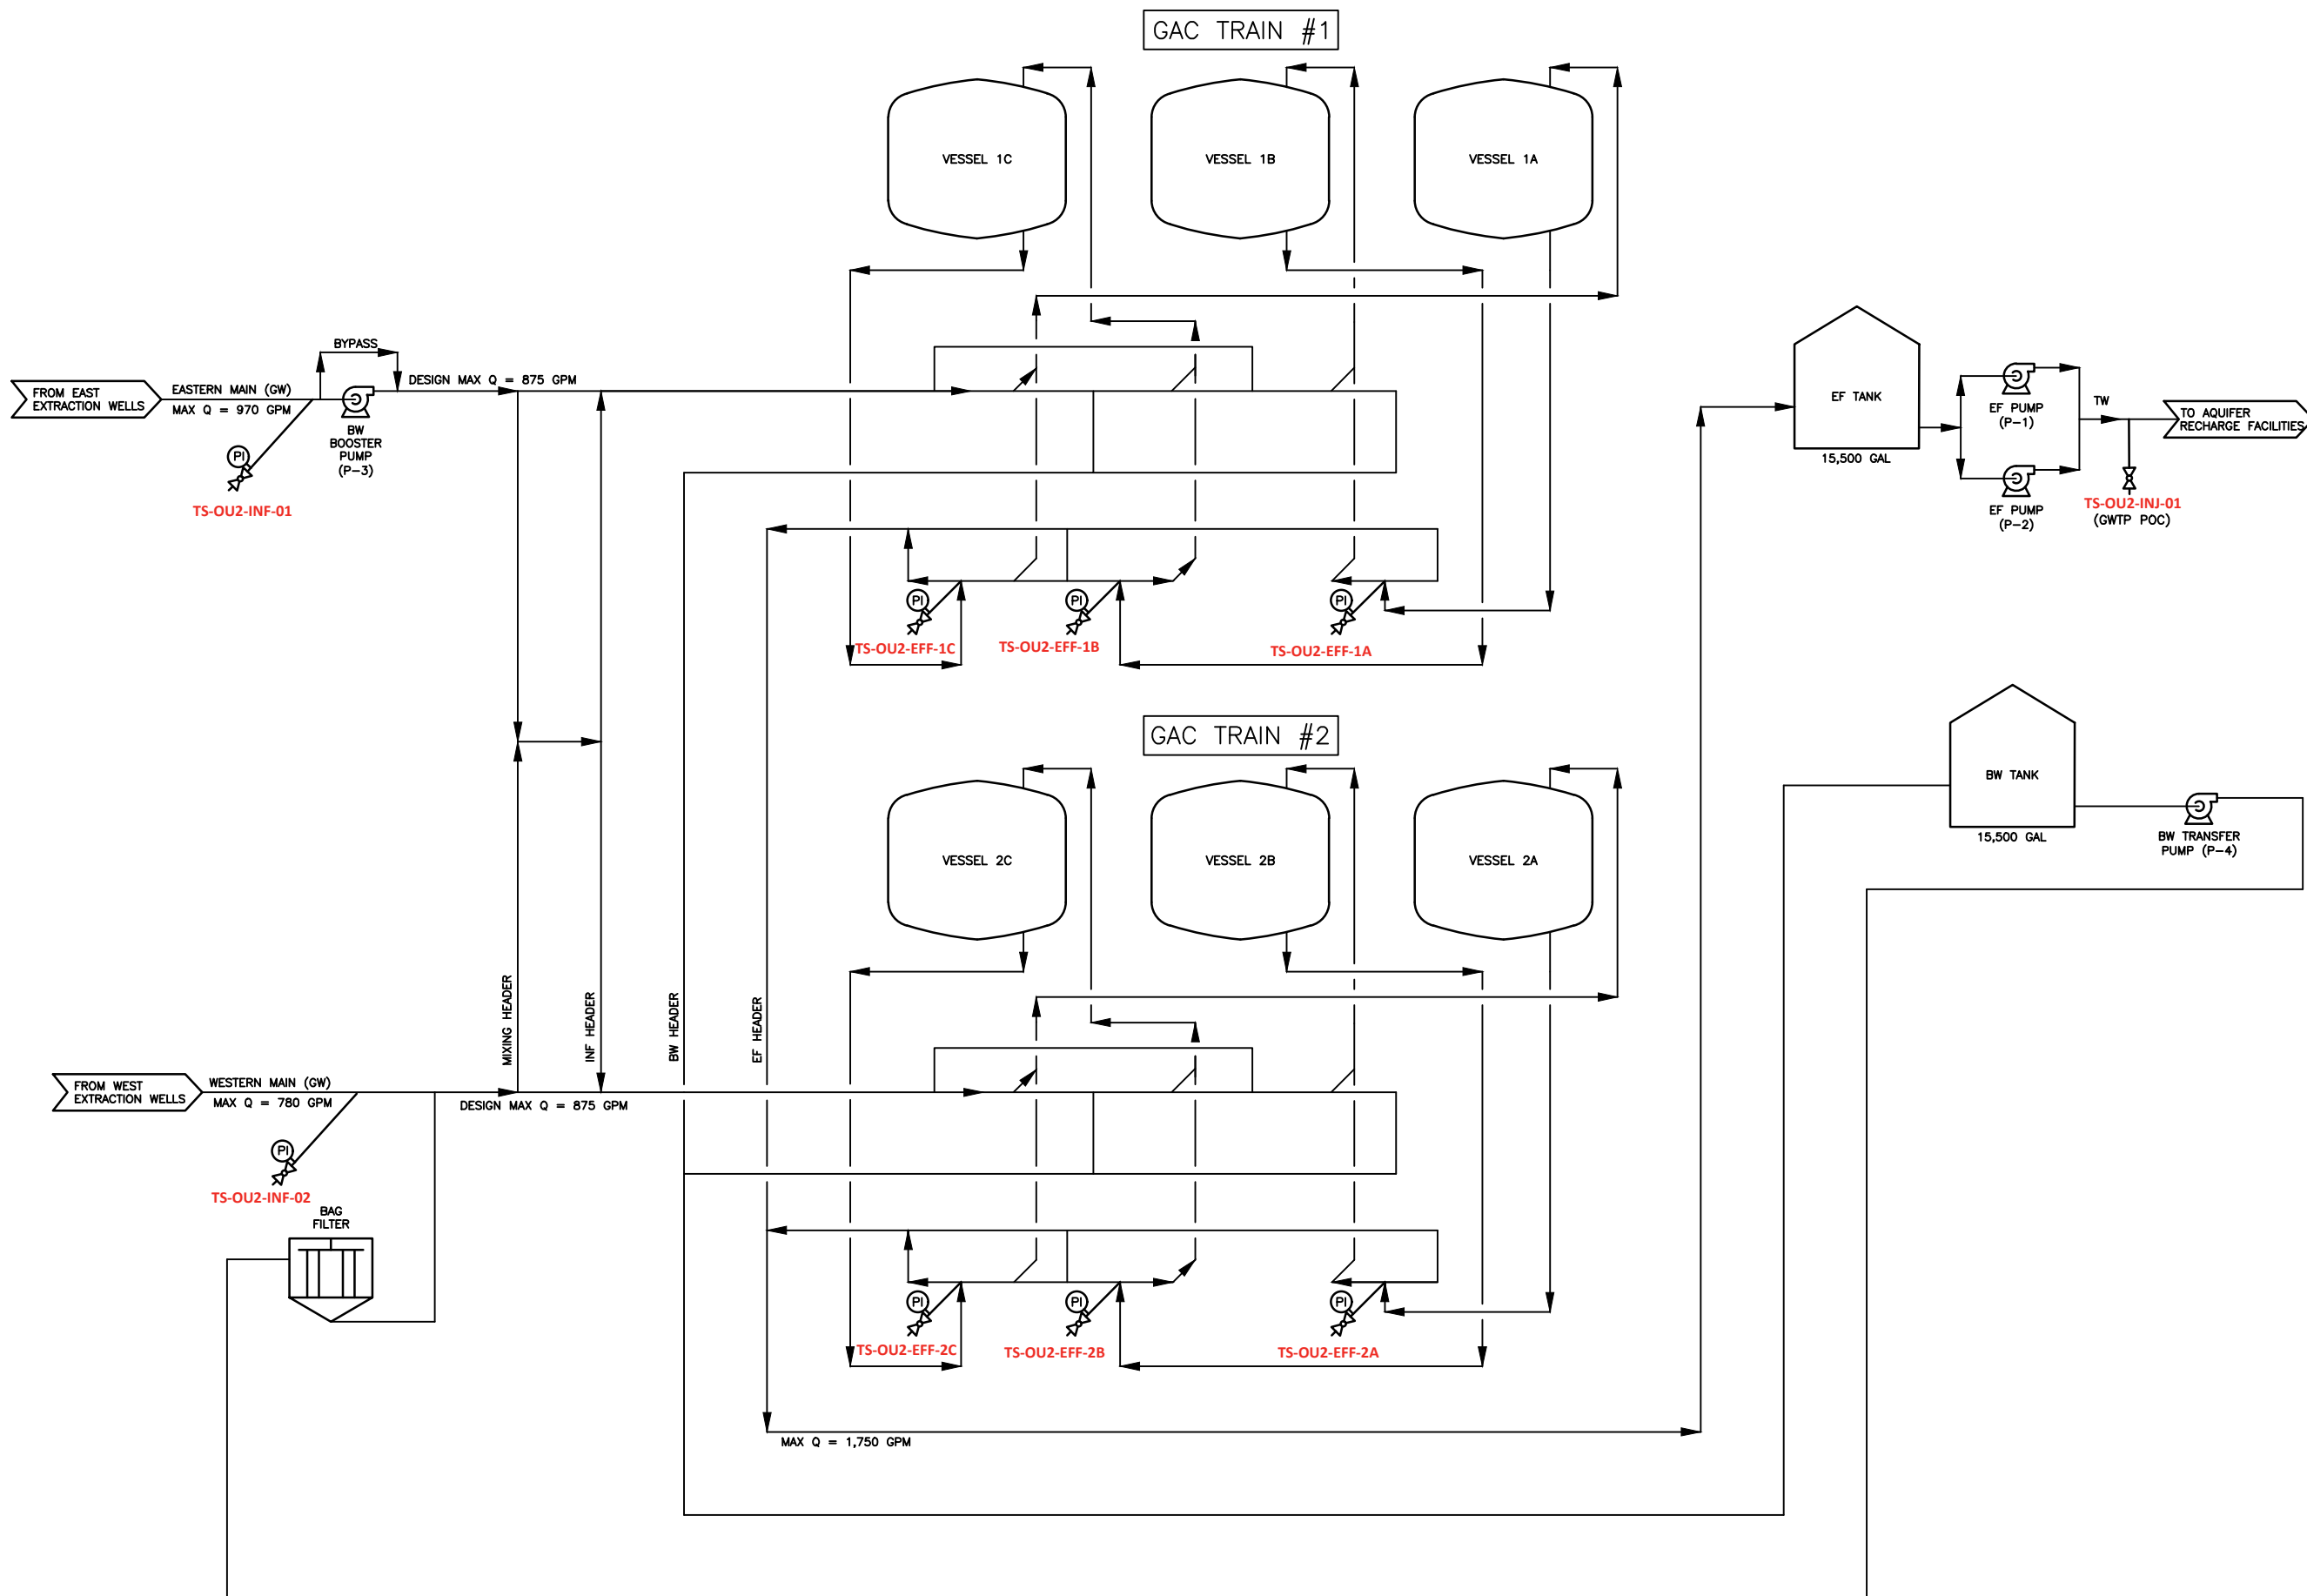 GAC TRAIN #1
VESSEL 1C
VESSEL 1B
VESSEL 1A
FROM EAST
EXTRACTION WELLS
EASTERN MAIN (GW)
MAX Q = 970 GPM
BYPASS
BW
BOOSTER
PUMP
(P-3)
DESIGN MAX Q = 875 GPM
PI
TS-OU2-INF-01
EF TANK
15,500 GAL
EF PUMP
(P-1)
EF PUMP
(P-2)
TW
TO AQUIFER
RECHARGE FACILITIES
TS-OU2-INJ-01
(GWTP POC)
PI
TS-OU2-EFF-1C
PI
TS-OU2-EFF-1B
PI
TS-OU2-EFF-1A
GAC TRAIN #2
VESSEL 2C
VESSEL 2B
VESSEL 2A
BW TANK
15,500 GAL
BW TRANSFER
PUMP (P-4)
MIXING HEADER
INF HEADER
BW HEADER
EF HEADER
FROM WEST
EXTRACTION WELLS
WESTERN MAIN (GW)
MAX Q = 780 GPM
DESIGN MAX Q = 875 GPM
PI
TS-OU2-INF-02
BAG
FILTER
PI
TS-OU2-EFF-2C
PI
TS-OU2-EFF-2B
PI
TS-OU2-EFF-2A
MAX Q = 1,750 GPM